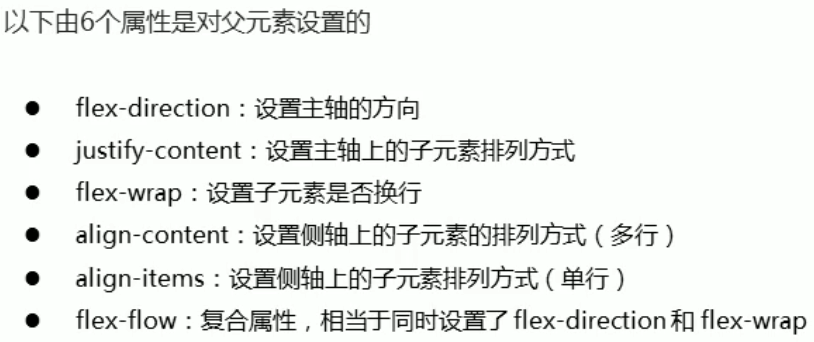 以下由6个属性是对父元素设置的
● flex-direction：设置主轴的方向
● justify-content：设置主轴上的子元素排列方式
● flex-wrap：设置子元素是否换行
● align-content：设置侧轴上的子元素的排列方式（多行）
● align-items：设置侧轴上的子元素排列方式（单行）
● flex-flow：复合属性，相当于同时设置了 flex-direction 和 flex-wrap